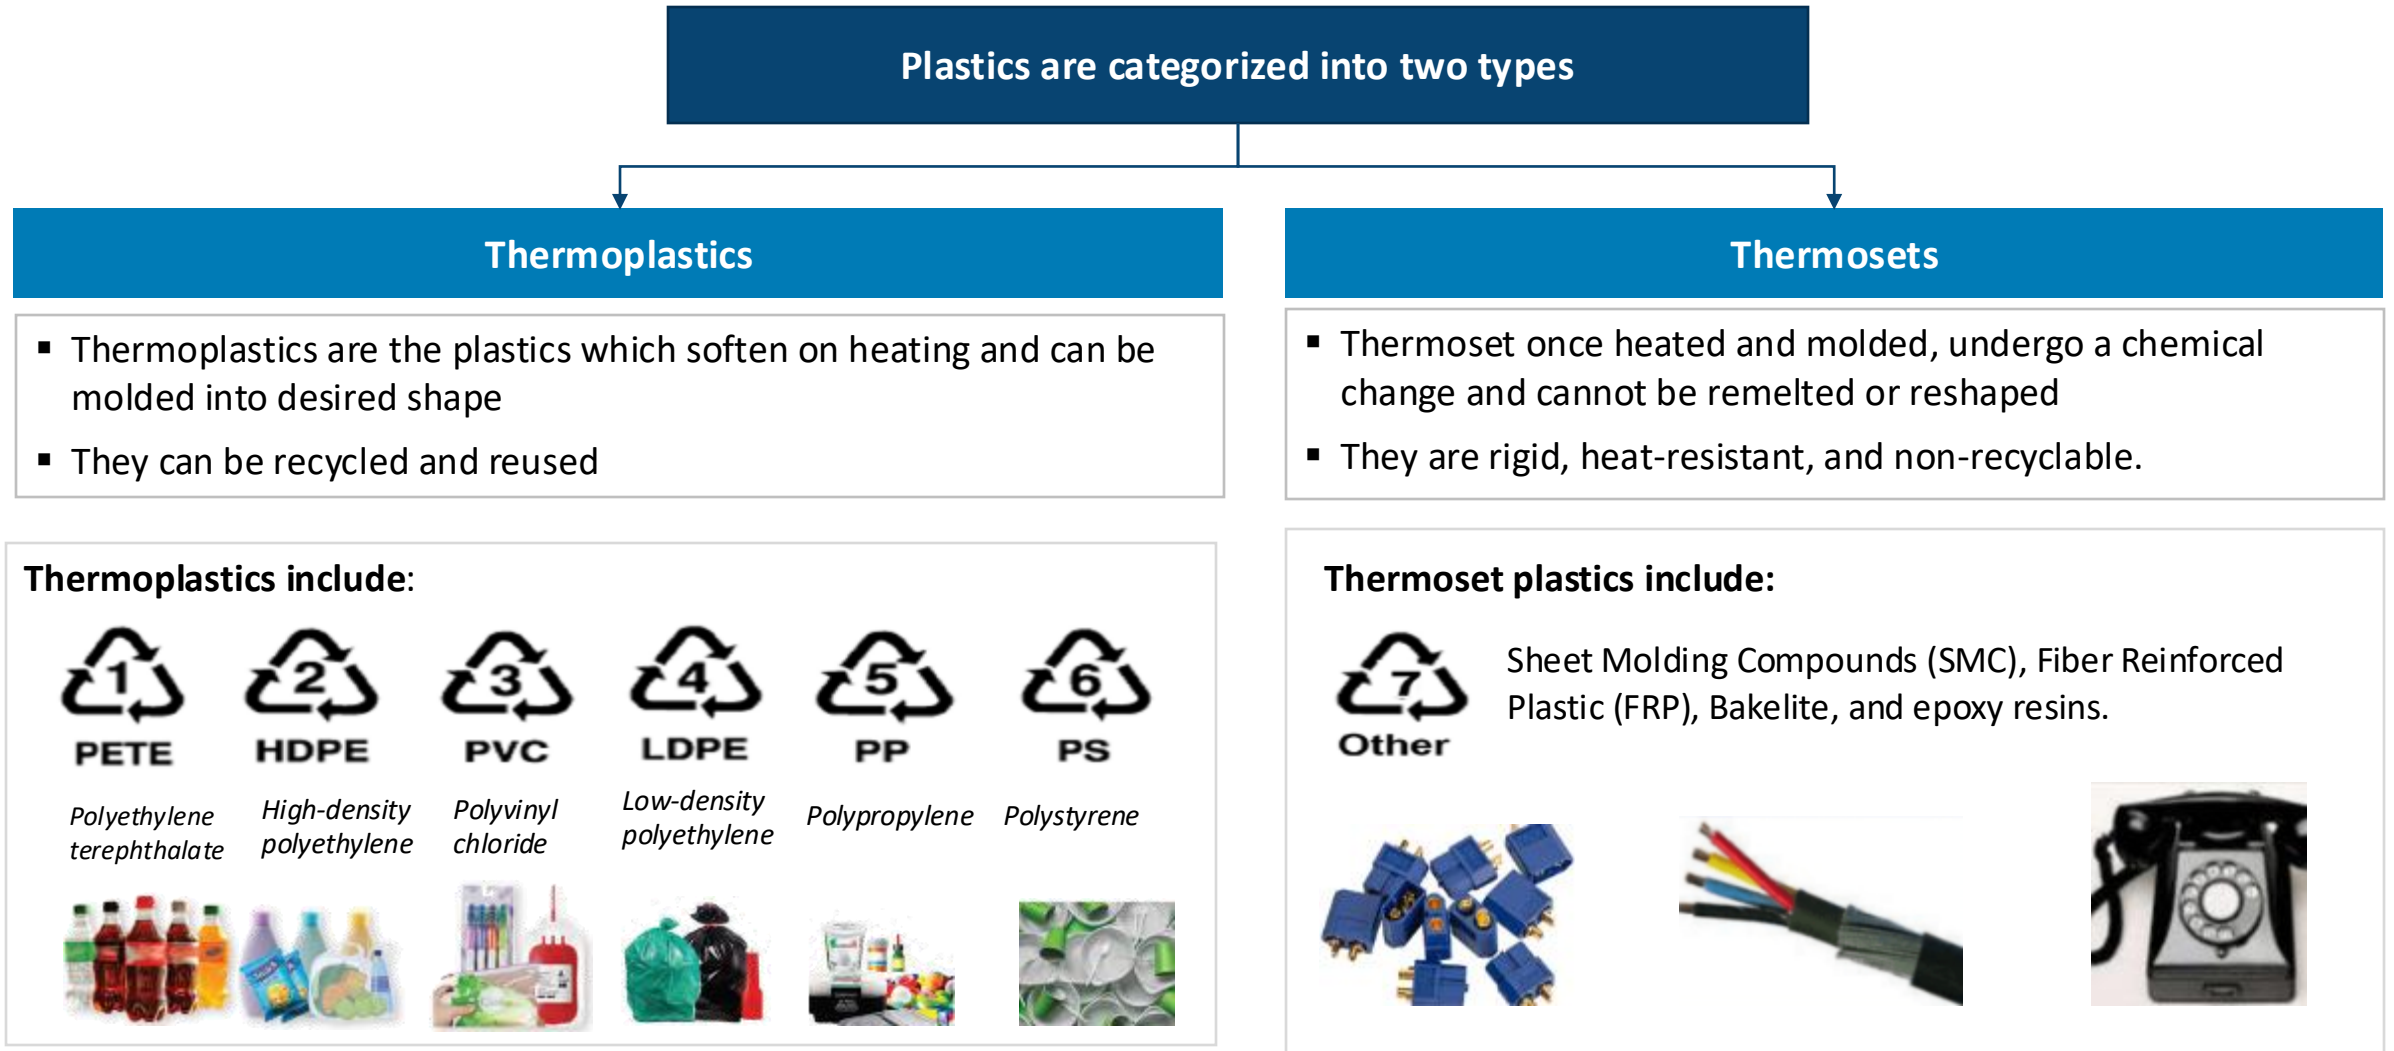 Plastics are categorized into two types
Thermoplastics
▪ Thermoplastics are the plastics which soften on heating and can be
molded into desired shape
▪ They can be recycled and reused
Thermoplastics include:
1
PETE
Polyethylene
terephthalate
2
HDPE
High-density
polyethylene
3
PVC
Polyvinyl
chloride
4
LDPE
Low-density
polyethylene
5
PP
Polypropylene
6
PS
Polystyrene
Thermosets
▪ Thermoset once heated and molded, undergo a chemical
change and cannot be remelted or reshaped
▪ They are rigid, heat-resistant, and non-recyclable.
Thermoset plastics include:
7
Other
Sheet Molding Compounds (SMC), Fiber Reinforced
Plastic (FRP), Bakelite, and epoxy resins.